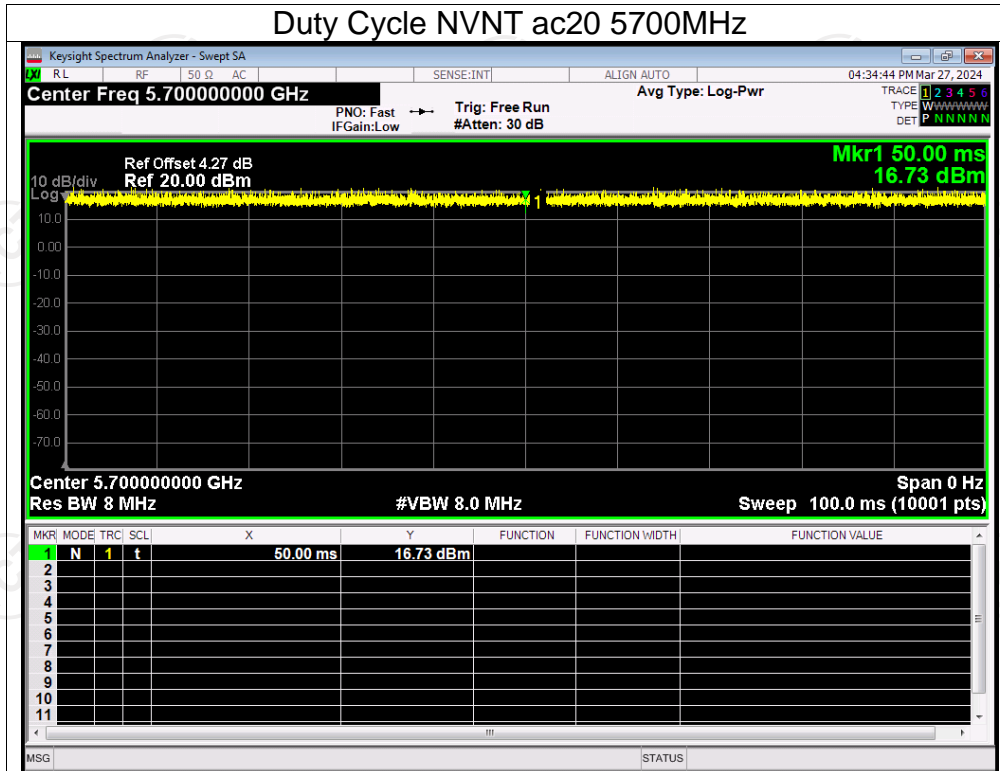 Duty Cycle NVNT ac20 5700MHz
Keysight Spectrum Analyzer - Swept SA
LXI RL RF 50 Ω AC SENSE:INT ALIGN AUTO 04:34:44 PM Mar 27, 2024
Center Freq 5.700000000 GHz Avg Type: Log-Pwr TRACE 1 2 3 4 5 6
PNO: Fast Trig: Free Run TYPE WWWWWW
IFGain:Low #Atten: 30 dB DET P N N N N N
Mkr1 50.00 ms
Ref Offset 4.27 dB
10 dB/div Ref 20.00 dBm 16.73 dBm
Log
1
10.0
0.00
-10.0
-20.0
-30.0
-40.0
-50.0
-60.0
-70.0
Center 5.700000000 GHz Span 0 Hz
Res BW 8 MHz #VBW 8.0 MHz Sweep 100.0 ms (10001 pts)
MKR MODE TRC SCL X Y FUNCTION FUNCTION WIDTH FUNCTION VALUE
1 N 1 t 50.00 ms 16.73 dBm
2
3
4
5
6
7
8
9
10
11
MSG STATUS